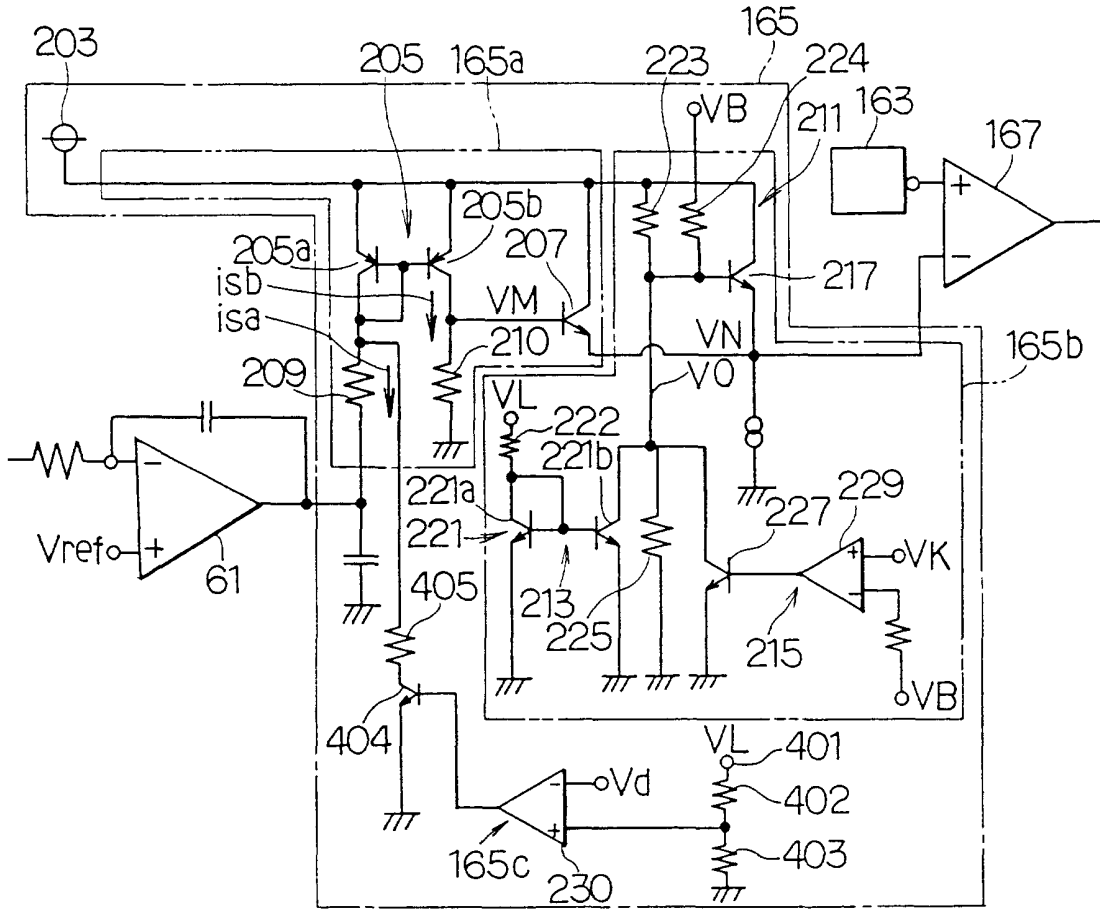 203
205
165a
165
223
224
163
VB
211
167
+
−
205b
205a
207
isb
217
VM
isa
VN
210
165b
209
VO
VL
222
221b
−
221a
229
227
+
221
VK
Vref
+
−
61
213
405
225
215
VB
404
VL
401
−
Vd
402
+
165c
230
403